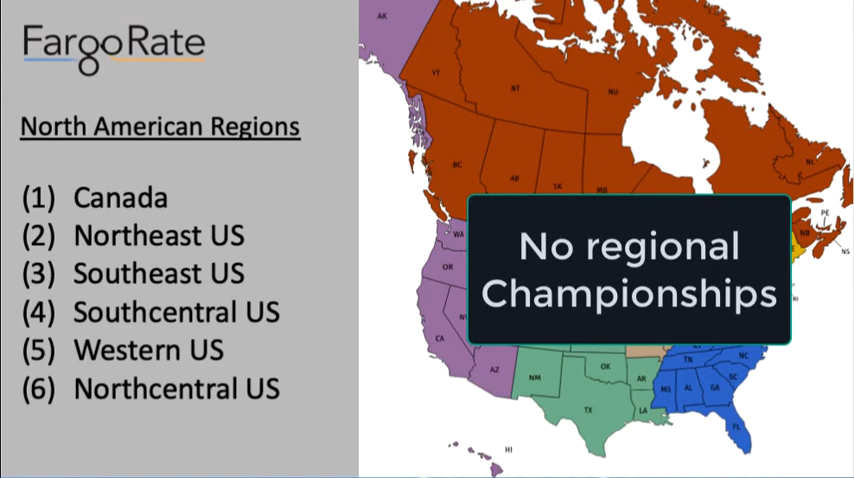 FargoRate
North American Regions
(1) Canada
(2) Northeast US
(3) Southeast US
(4) Southcentral US
(5) Western US
(6) Northcentral US
AK
YT
NT
NU
BC
AB
SK
MB
NL
PE
NB
NS
WA
OR
No regional
Championships
CA
AZ
NM
OK
AR
TN
NC
SC
MS
AL
GA
TX
LA
FL
HI